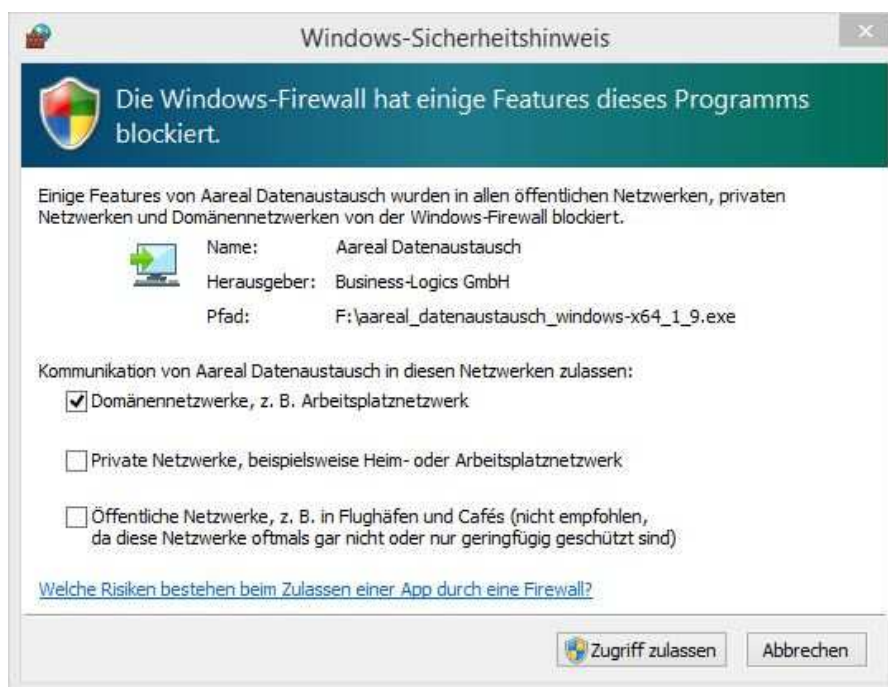 Windows-Sicherheitshinweis
Die Windows-Firewall hat einige Features dieses Programms
blockiert.
Einige Features von Aareal Datenaustausch wurden in allen öffentlichen Netzwerken, privaten
Netzwerken und Domänennetzwerken von der Windows-Firewall blockiert.
Name: Aareal Datenaustausch
Herausgeber: Business-Logics GmbH
Pfad: F:\aareal_datenaustausch_windows-x64_1_9.exe
Kommunikation von Aareal Datenaustausch in diesen Netzwerken zulassen:
Domänennetzwerke, z. B. Arbeitsplatznetzwerk
Private Netzwerke, beispielsweise Heim- oder Arbeitsplatznetzwerk
Öffentliche Netzwerke, z. B. in Flughäfen und Cafés (nicht empfohlen,
da diese Netzwerke oftmals gar nicht oder nur geringfügig geschützt sind)
Welche Risiken bestehen beim Zulassen einer App durch eine Firewall?
Zugriff zulassen Abbrechen